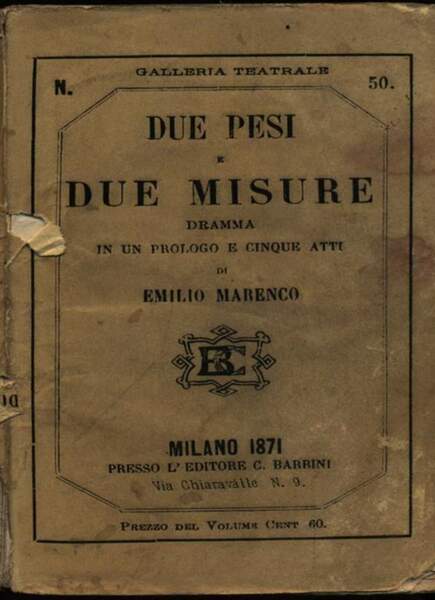 GALLERIA TEATRALE
N. 50.
DUE PESI
E
DUE MISURE
DRAMMA
IN UN PROLOGO E CINQUE ATTI
DI
EMILIO MARENCO
BC
MILANO 1871
PRESSO L'EDITORE C. BARBINI
Via Chiaravalle N. 9.
PREZZO DEL VOLUME CENT 60.